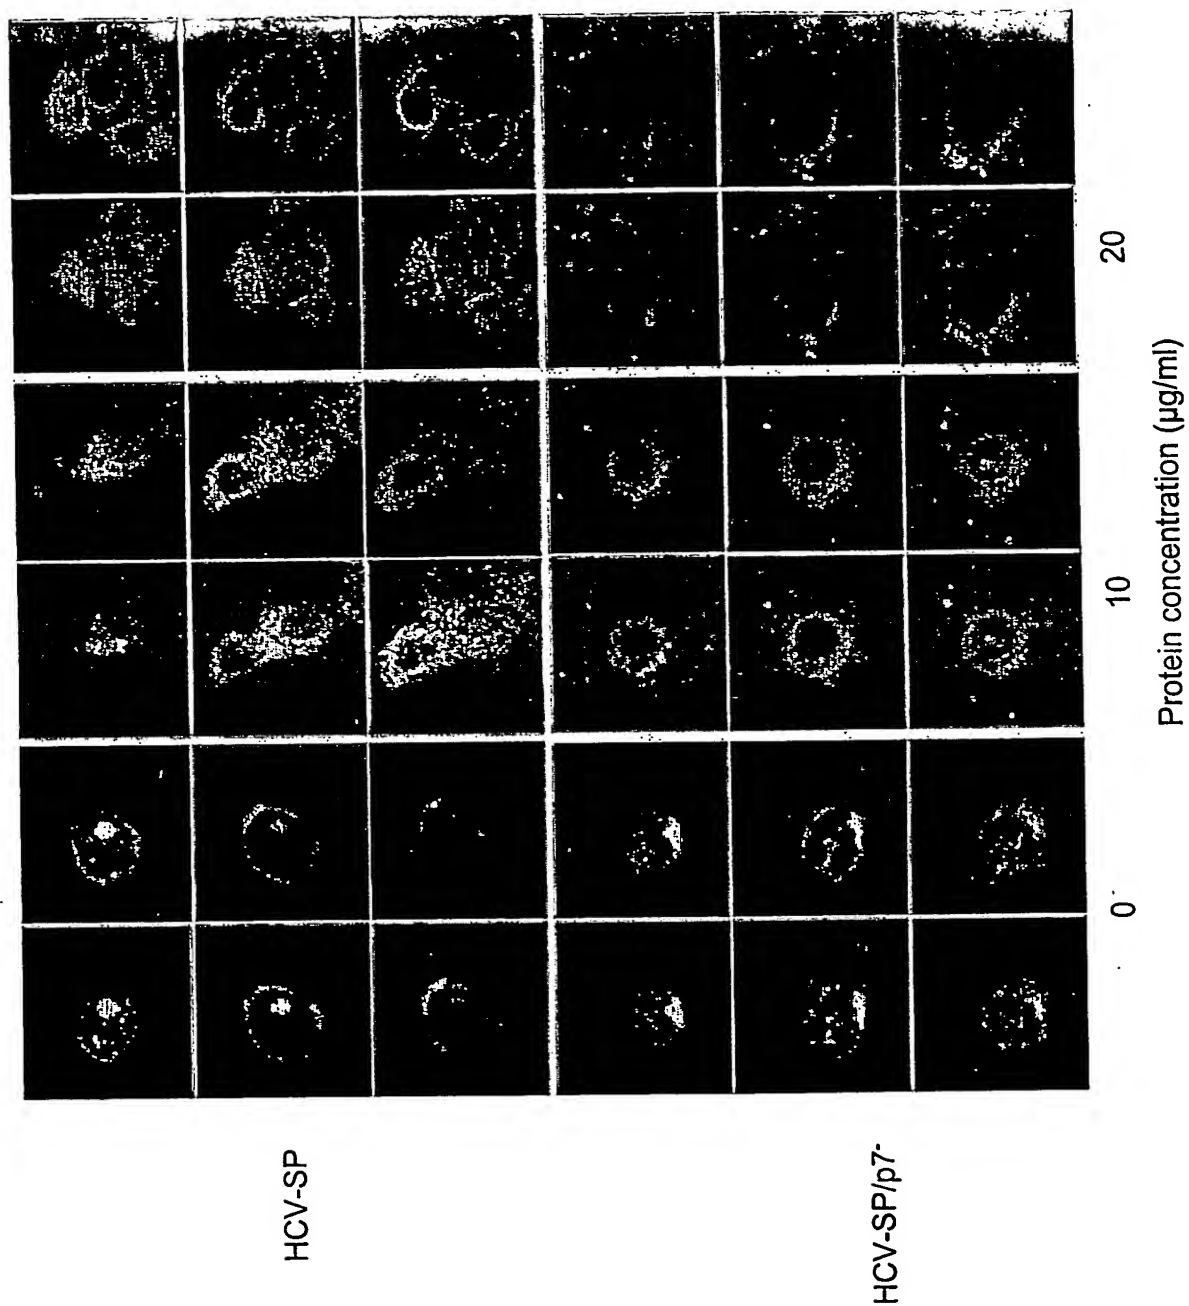 HCV-SP
HCV-SP/p7-
0
10
20
Protein concentration (µg/ml)